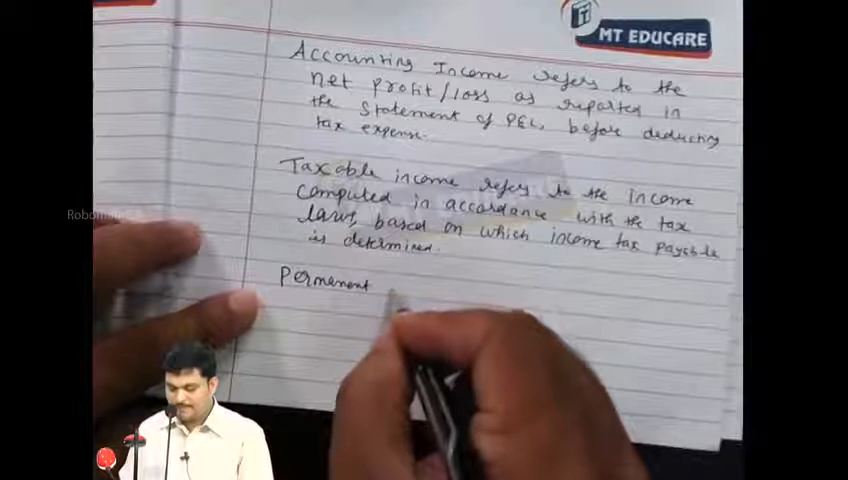 MT EDUCARE
Accounting Income refers to the
net profit/loss as reported in
the statement of P&L, before deducting
tax expense.
Taxable income refers to the income
computed in accordance with the tax
laws, based on which income tax payable
is determined.
Permanent